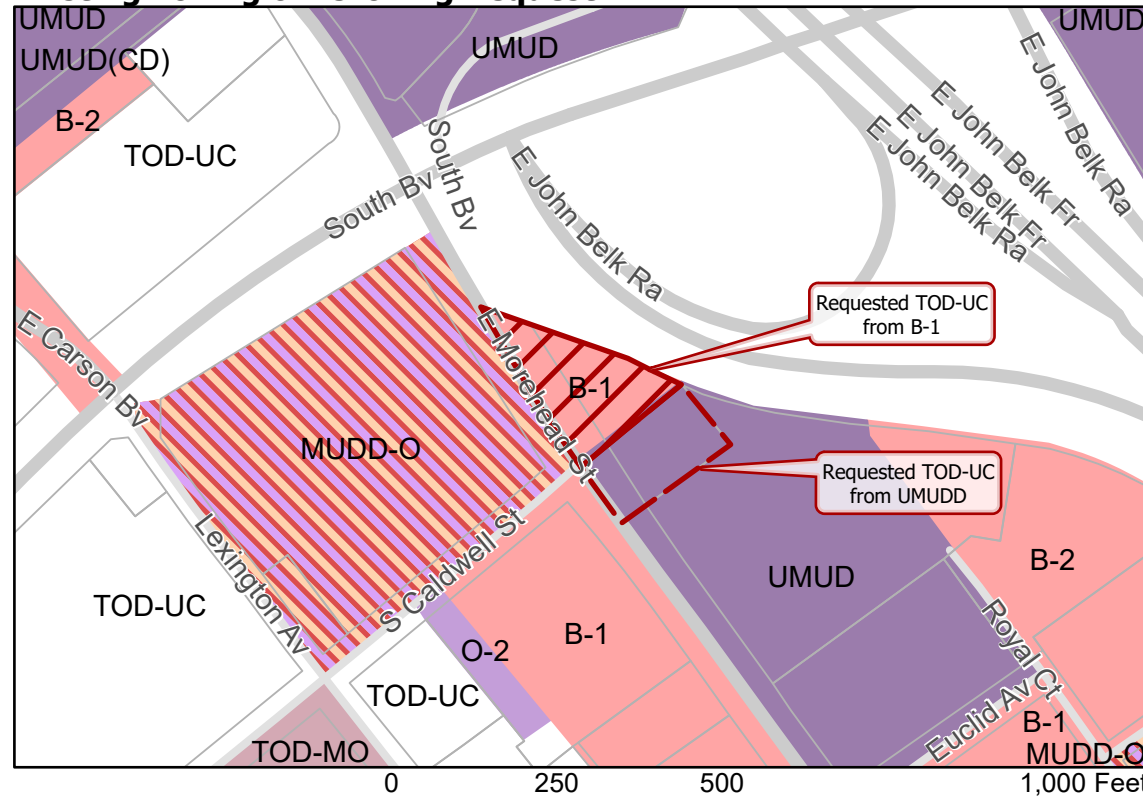 UMUD
UMUD(CD)
UMUD
UMUD
B-2
TOD-UC
South Bv
South Bv
E John Belk Ra
E John Belk Fr
E John Belk Fr
E John Belk Ra
E John Belk Ra
E John Belk Ra
Requested TOD-UC
from B-1
E Carson Bv
E Morehead St
B-1
MUDD-O
Requested TOD-UC
from UMUDD
UMUD
B-2
Lexington Av
S Caldwell St
TOD-UC
O-2
B-1
TOD-UC
Royal Ct
Euclid Av
B-1
MUDD-O
TOD-MO
0 250 500 1,000 Feet